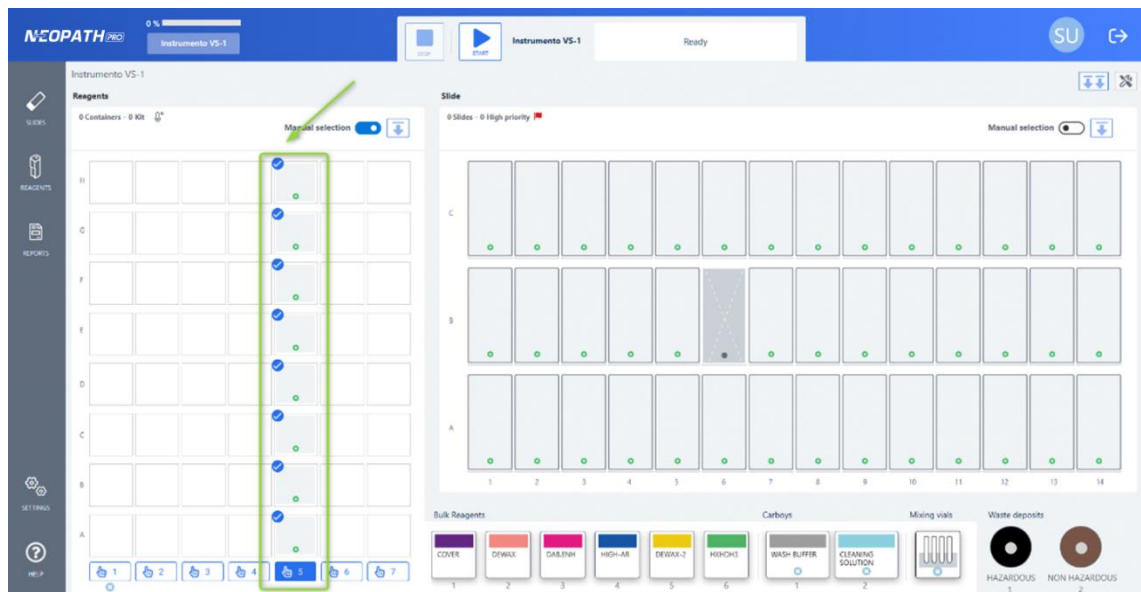 NEOPATH PRO
0 %
Instrumento VS-1
STOP
START
Instrumento VS-1
Ready
SU
SLIDES
REAGENTS
REPORTS
SETTINGS
HELP
Instrumento VS-1
Reagents
0 Containers - 0 Kit
Manual selection
H
G
F
E
D
C
B
A
1 2 3 4 5 6 7
Slide
0 Slides - 0 High priority
Manual selection
C
B
A
1 2 3 4 5 6 7 8 9 10 11 12 13 14
Bulk Reagents
COVER DEWAX DAB.ENH HIGH-AR DEWAX-2
1 2 3 4 5 6
Carboys
WASH BUFFER
1
CLEANING
SOLUTION
2
Mixing vials
Waste deposits
HAZARDOUS NON HAZARDOUS
1 2